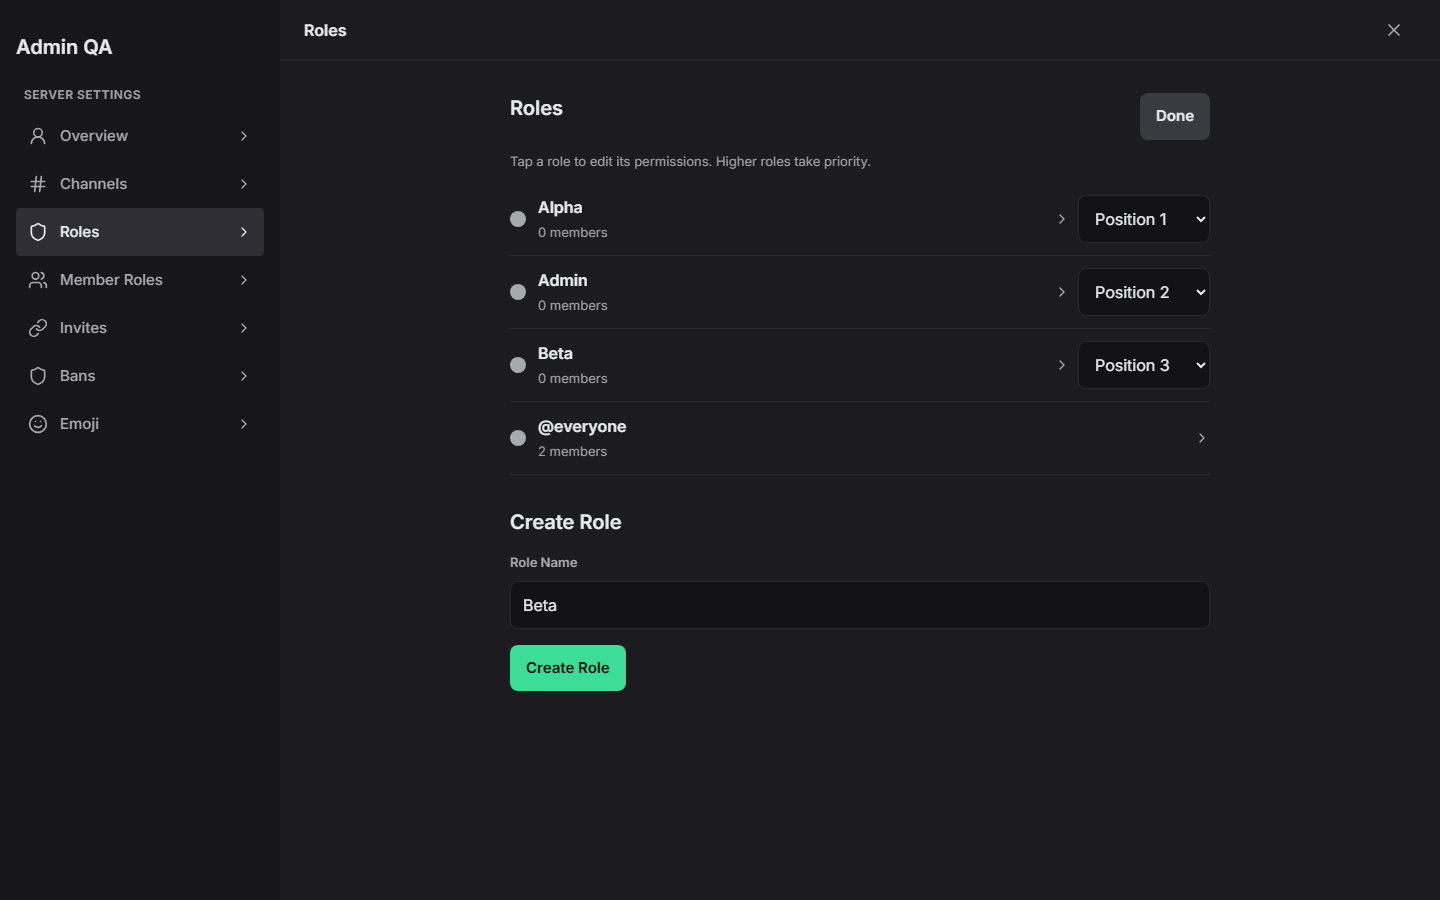 Admin QA
SERVER SETTINGS
Overview
Channels
Roles
Member Roles
Invites
Bans
Emoji
Roles
Roles
Done
Tap a role to edit its permissions. Higher roles take priority.
Alpha
0 members
Position 1
Admin
0 members
Position 2
Beta
0 members
Position 3
@everyone
2 members
Create Role
Role Name
Beta
Create Role